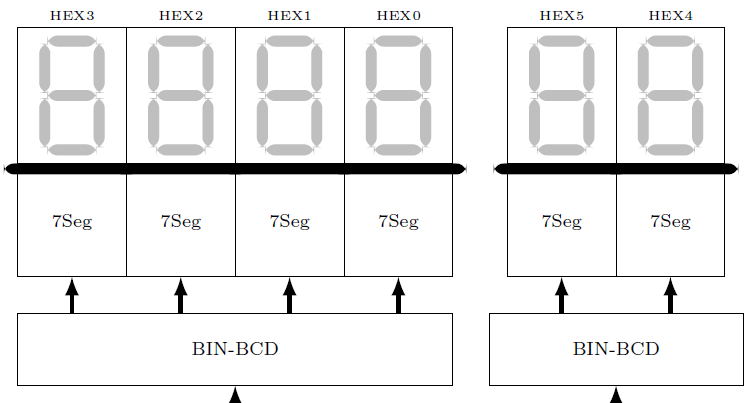 HEX3 HEX2 HEX1 HEX0 HEX5 HEX4
7Seg 7Seg 7Seg 7Seg 7Seg 7Seg
BIN-BCD BIN-BCD